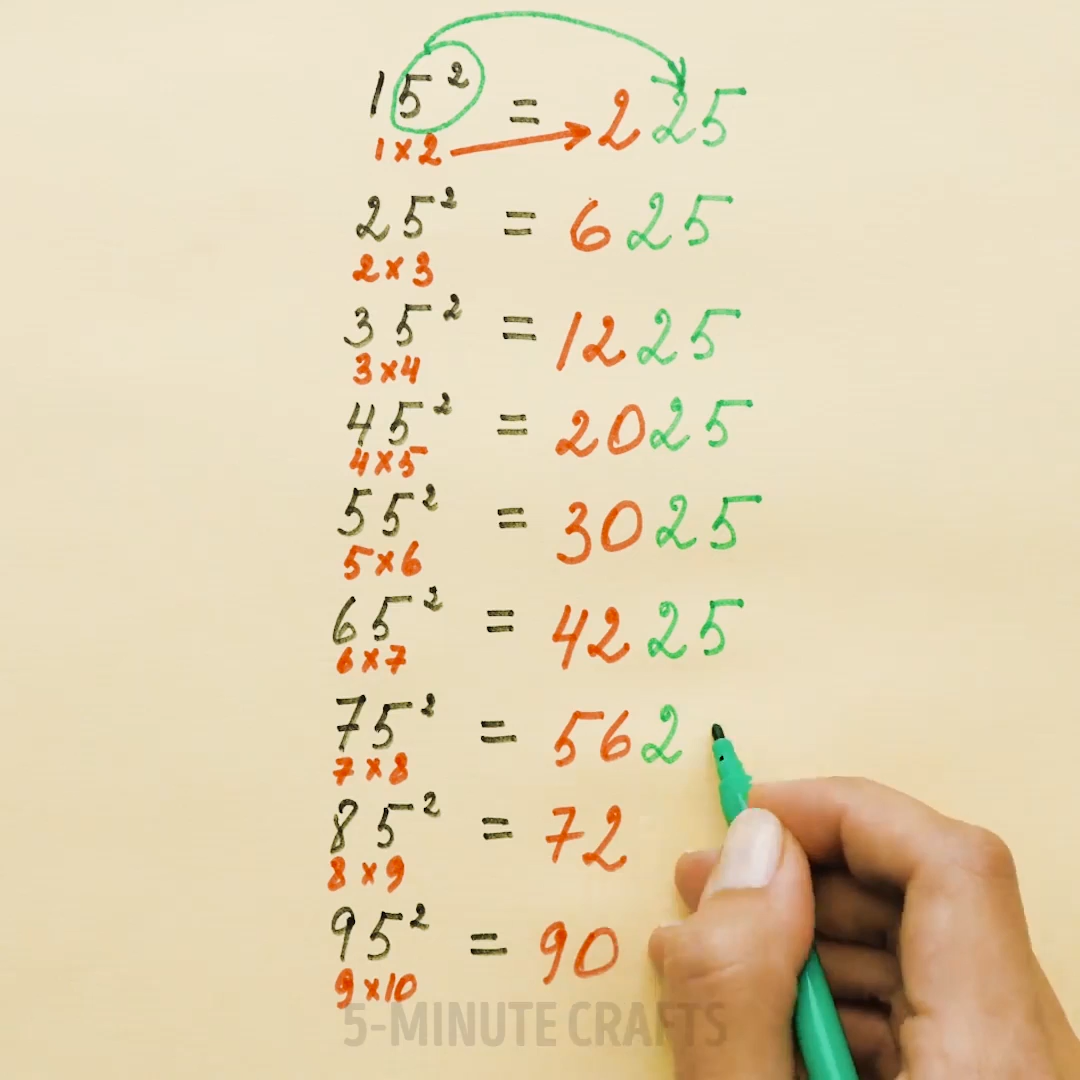 15² = 225
1×2
25² = 625
2×3
35² = 1225
3×4
45² = 2025
4×5
55² = 3025
5×6
65² = 4225
6×7
75² = 562
7×8
85² = 72
8×9
95² = 90
9×10
5-MINUTE CRAFTS